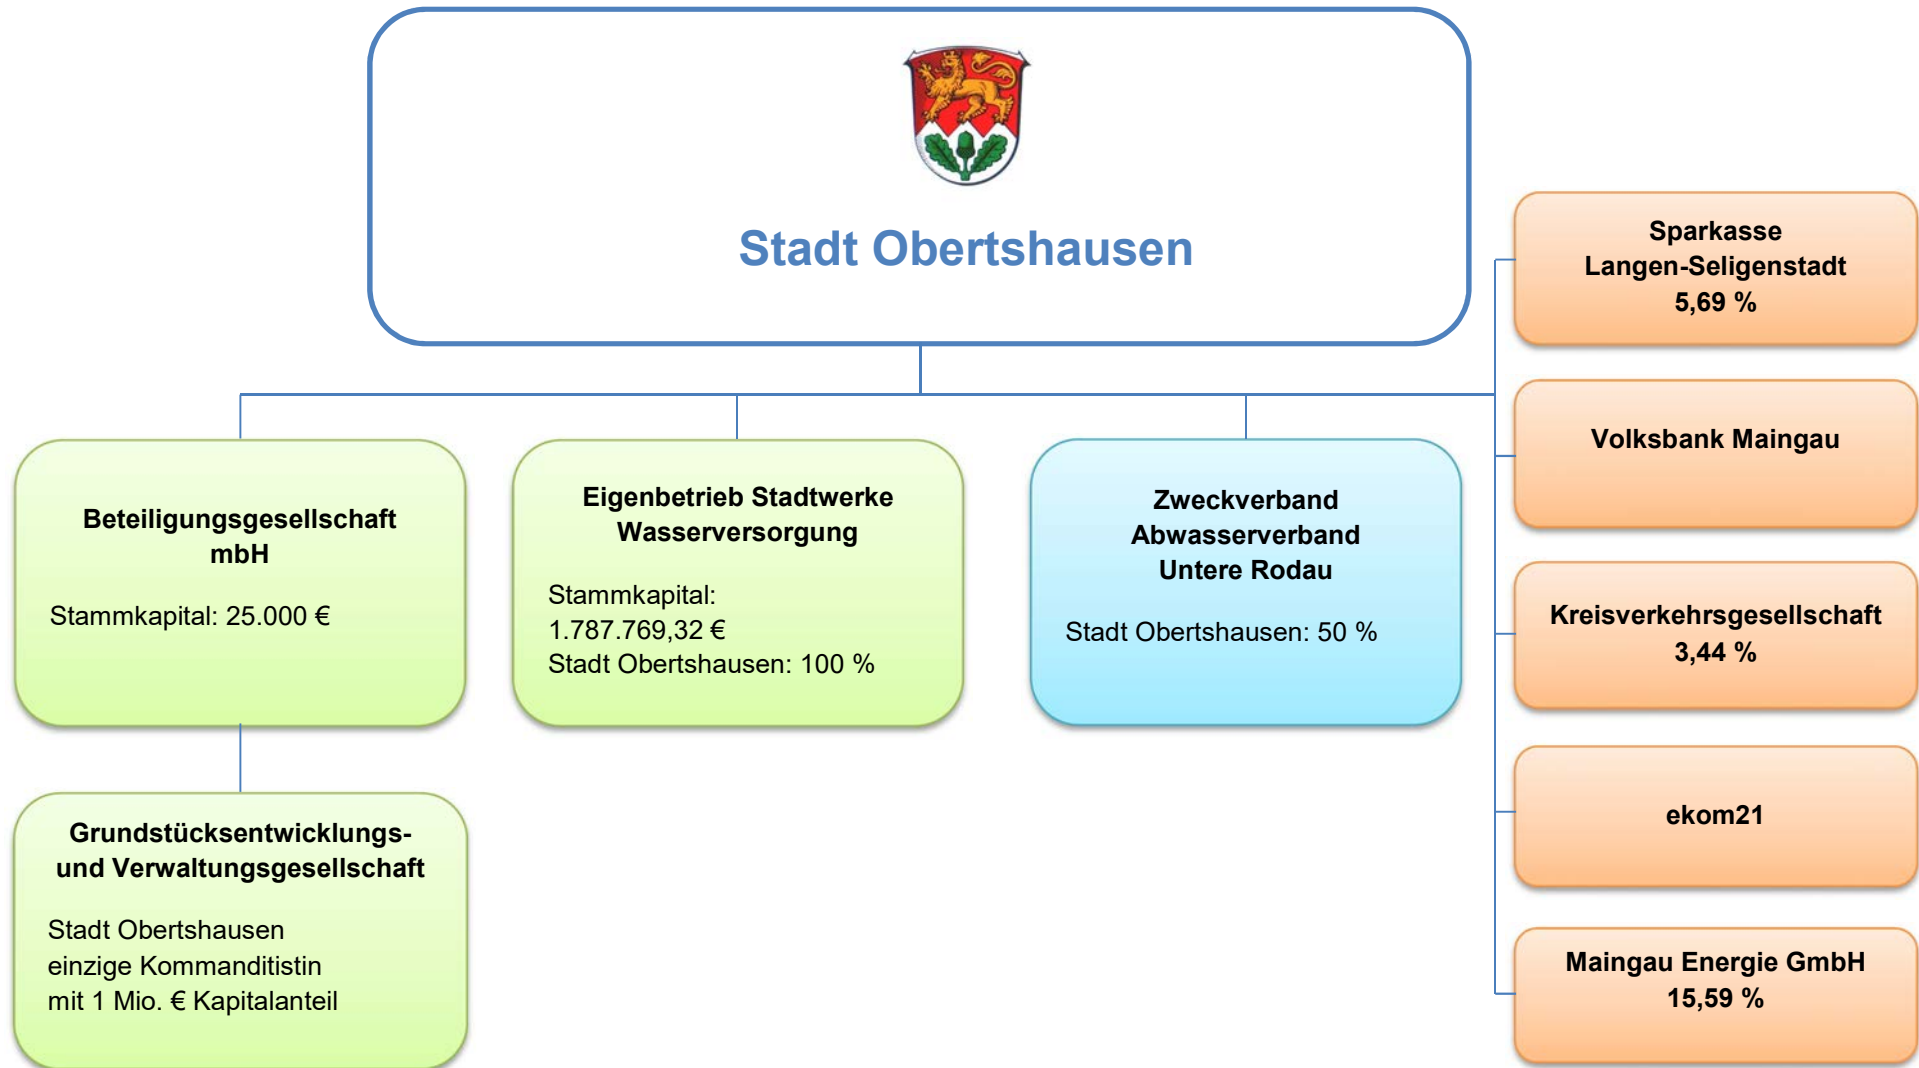 Stadt Obertshausen
Beteiligungsgesellschaft
mbH
Stammkapital: 25.000 €
Eigenbetrieb Stadtwerke
Wasserversorgung
Stammkapital:
1.787.769,32 €
Stadt Obertshausen: 100 %
Zweckverband
Abwasserverband
Untere Rodau
Stadt Obertshausen: 50 %
Grundstücksentwicklungs-
und Verwaltungsgesellschaft
Stadt Obertshausen
einzige Kommanditistin
mit 1 Mio. € Kapitalanteil
Sparkasse
Langen-Seligenstadt
5,69 %
Volksbank Maingau
Kreisverkehrsgesellschaft
3,44 %
ekom21
Maingau Energie GmbH
15,59 %